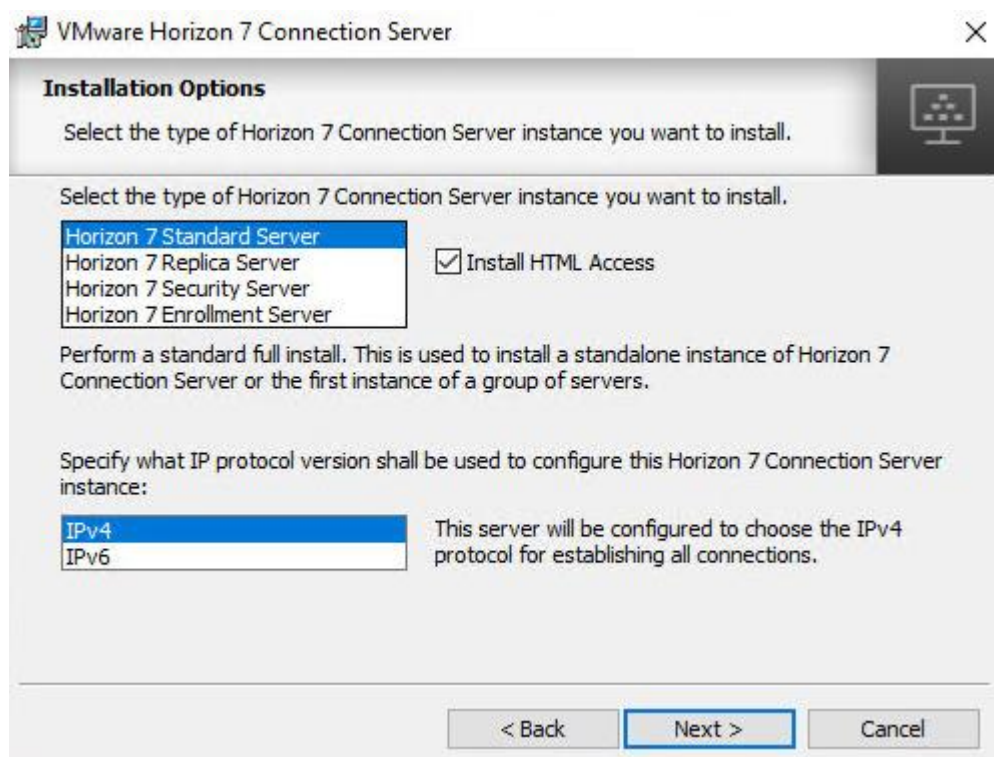 VMware Horizon 7 Connection Server
Installation Options
Select the type of Horizon 7 Connection Server instance you want to install.
Select the type of Horizon 7 Connection Server instance you want to install.
Horizon 7 Standard Server
Horizon 7 Replica Server
Horizon 7 Security Server
Horizon 7 Enrollment Server
Install HTML Access
Perform a standard full install. This is used to install a standalone instance of Horizon 7
Connection Server or the first instance of a group of servers.
Specify what IP protocol version shall be used to configure this Horizon 7 Connection Server
instance:
IPv4
IPv6
This server will be configured to choose the IPv4
protocol for establishing all connections.
< Back
Next >
Cancel